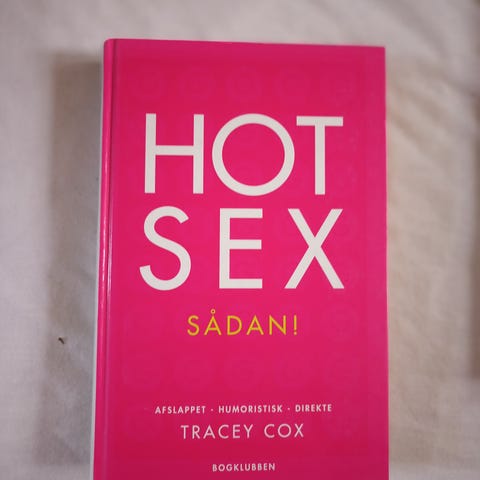 HOT
SEX
SÅDAN!
AFSLAPPET · HUMORISTISK · DIREKTE
TRACEY COX
BOGKLUBBEN